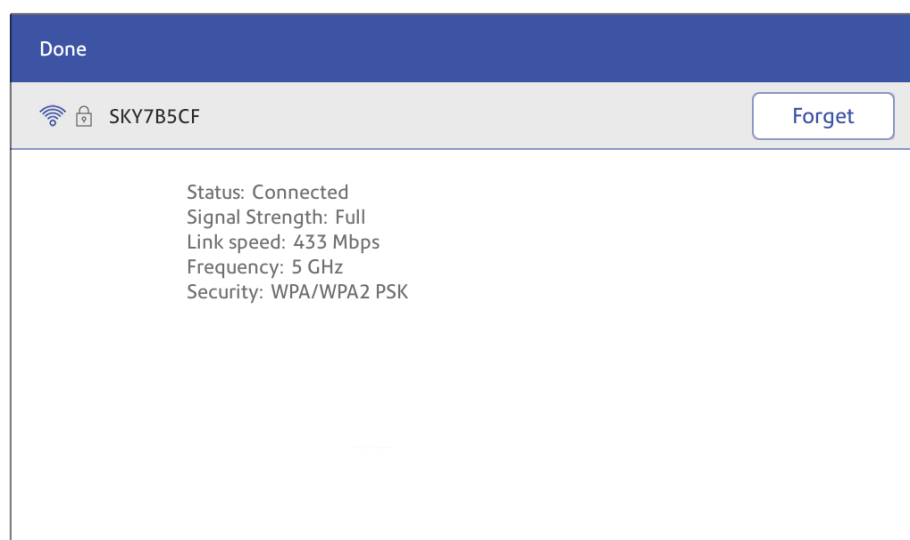 Done
SKY7B5CF
Forget
Status: Connected
Signal Strength: Full
Link speed: 433 Mbps
Frequency: 5 GHz
Security: WPA/WPA2 PSK